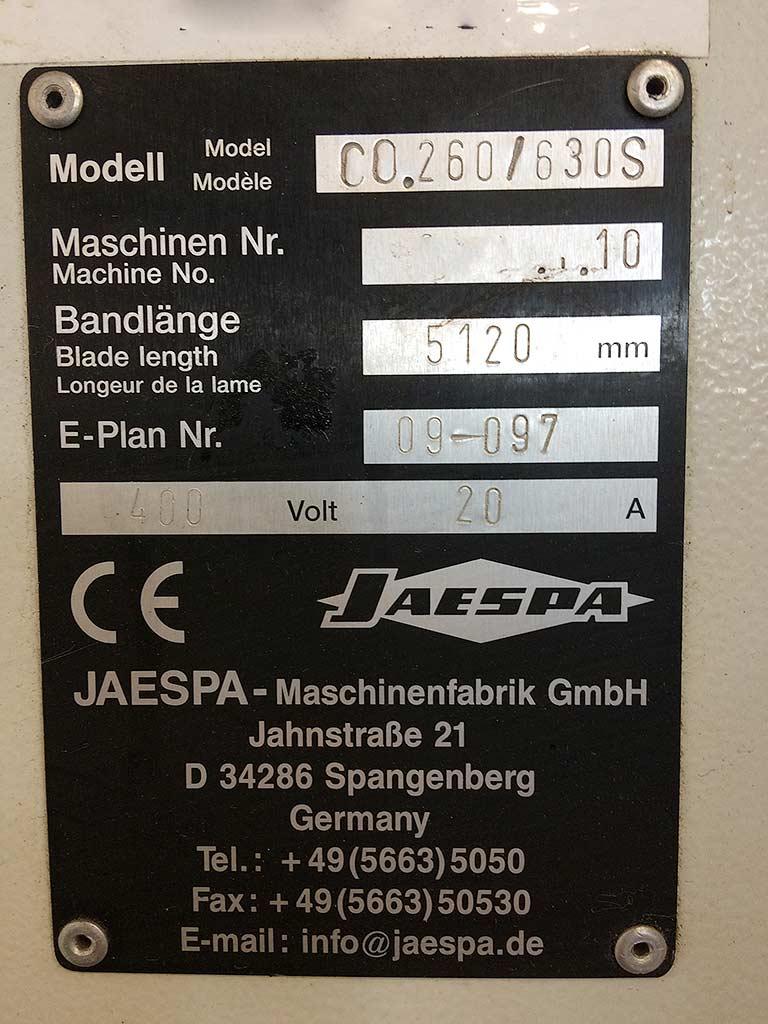 Modell Model CO.260/630S
Modèle
Maschinen Nr. ...10
Machine No.
Bandlänge
Blade length 5120 mm
Longeur de la lame
E-Plan Nr. 09-097
400 Volt 20 A
CE JAESPA
JAESPA - Maschinenfabrik GmbH
Jahnstraße 21
D 34286 Spangenberg
Germany
Tel.: +49(5663)5050
Fax: +49(5663)50530
E-mail: info@jaespa.de